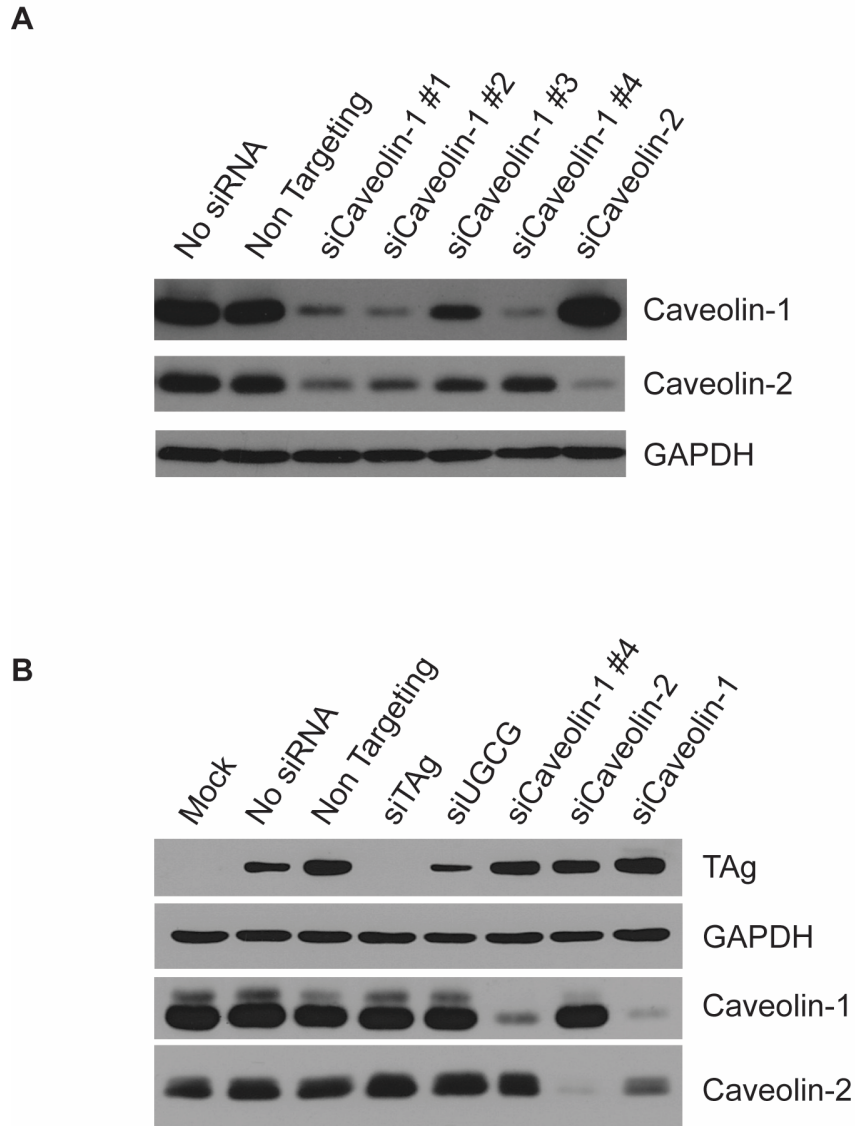 A
No siRNA
Non Targeting
siCaveolin-1 #1
siCaveolin-1 #2
siCaveolin-1 #3
siCaveolin-1 #4
siCaveolin-2
Caveolin-1
Caveolin-2
GAPDH
B
Mock
No siRNA
Non Targeting
siTAg
siUGCG
siCaveolin-1 #4
siCaveolin-2
siCaveolin-1
TAg
GAPDH
Caveolin-1
Caveolin-2